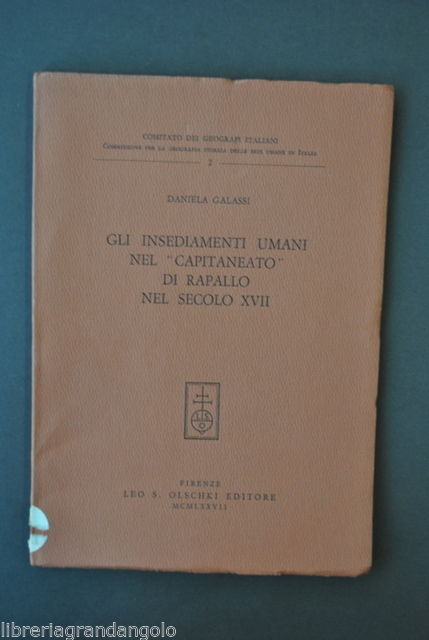 COMITATO DEI GEOGRAFI ITALIANI
COMMISSIONE PER LA GEOGRAFIA STORICA DELLE SEDI UMANE IN ITALIA
2
DANIELA GALASSI
GLI INSEDIAMENTI UMANI
NEL "CAPITANEATO"
DI RAPALLO
NEL SECOLO XVII
LSO
FIRENZE
LEO S. OLSCHKI EDITORE
MCMLXXVII
libreriagrandangolo